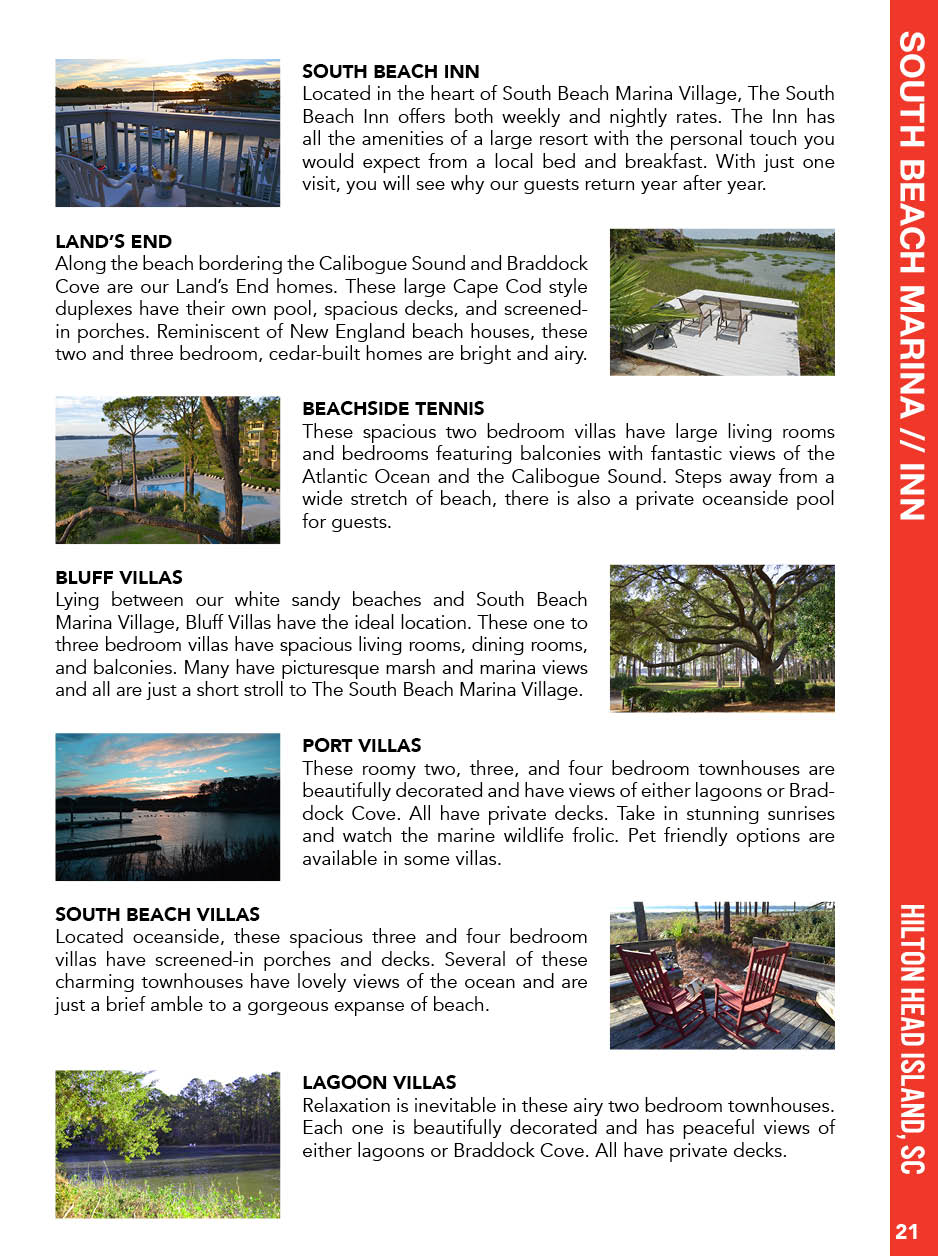 SOUTH BEACH INN
Located in the heart of South Beach Marina Village, The South
Beach Inn offers both weekly and nightly rates. The Inn has
all the amenities of a large resort with the personal touch you
would expect from a local bed and breakfast. With just one
visit, you will see why our guests return year after year.
LAND’S END
Along the beach bordering the Calibogue Sound and Braddock
Cove are our Land’s End homes. These large Cape Cod style
duplexes have their own pool, spacious decks, and screened-
in porches. Reminiscent of New England beach houses, these
two and three bedroom, cedar-built homes are bright and airy.
BEACHSIDE TENNIS
These spacious two bedroom villas have large living rooms
and bedrooms featuring balconies with fantastic views of the
Atlantic Ocean and the Calibogue Sound. Steps away from a
wide stretch of beach, there is also a private oceanside pool
for guests.
BLUFF VILLAS
Lying between our white sandy beaches and South Beach
Marina Village, Bluff Villas have the ideal location. These one to
three bedroom villas have spacious living rooms, dining rooms,
and balconies. Many have picturesque marsh and marina views
and all are just a short stroll to The South Beach Marina Village.
PORT VILLAS
These roomy two, three, and four bedroom townhouses are
beautifully decorated and have views of either lagoons or Brad-
dock Cove. All have private decks. Take in stunning sunrises
and watch the marine wildlife frolic. Pet friendly options are
available in some villas.
SOUTH BEACH VILLAS
Located oceanside, these spacious three and four bedroom
villas have screened-in porches and decks. Several of these
charming townhouses have lovely views of the ocean and are
just a brief amble to a gorgeous expanse of beach.
LAGOON VILLAS
Relaxation is inevitable in these airy two bedroom townhouses.
Each one is beautifully decorated and has peaceful views of
either lagoons or Braddock Cove. All have private decks.
SOUTH BEACH MARINA // INN
HILTON HEAD ISLAND, SC
21